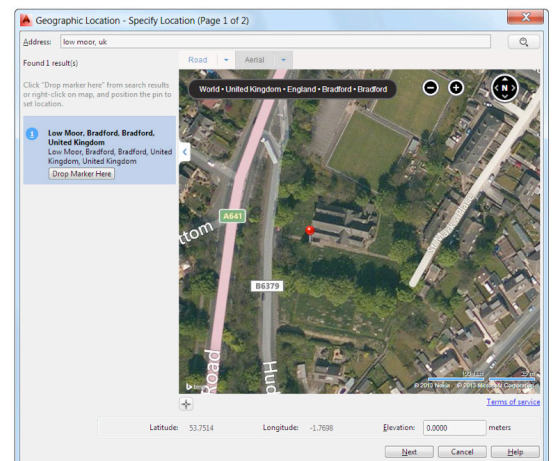 Geographic Location - Specify Location (Page 1 of 2)
Address: low moor, uk
Found 1 result(s)
Road
Aerial
Click "Drop marker here" from search results
or right-click on map, and position the pin to
set location.
World • United Kingdom • England • Bradford • Bradford
N
1
Low Moor, Bradford, Bradford,
United Kingdom
Low Moor, Bradford, Bradford, United
Kingdom, United Kingdom
Drop Marker Here
A641
ttom
B6379
Road
Hud
© 2013 Nokia © 2013 Microsoft Corporation
Terms of service
Latitude: 53.7514 Longitude: -1.7698 Elevation: 0.0000 meters
Next Cancel Help